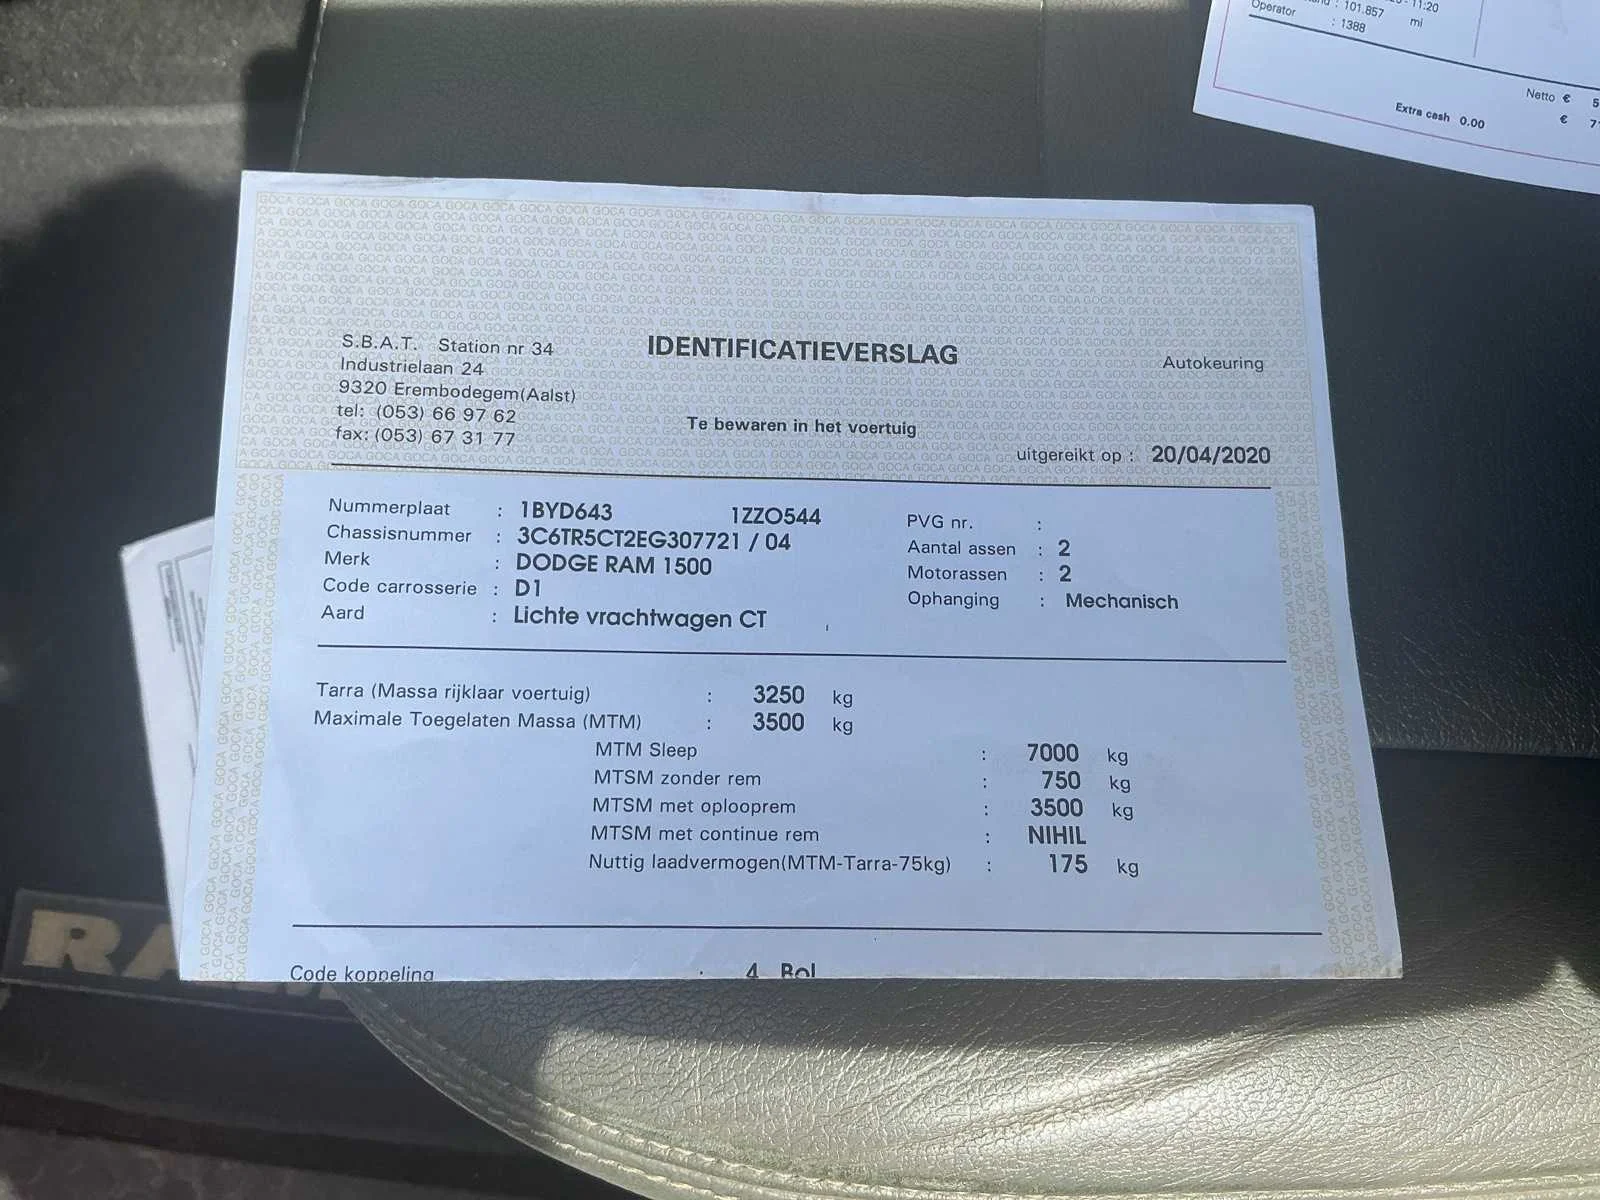 - 11:20
: 101.857 mi
Operator : 1388
Netto € 5
€ 7
Extra cash 0.00
S.B.A.T. Station nr 34
Industrielaan 24
9320 Erembodegem(Aalst)
tel: (053) 66 97 62
fax: (053) 67 31 77
IDENTIFICATIEVERSLAG
Te bewaren in het voertuig
Autokeuring
uitgereikt op : 20/04/2020
Nummerplaat : 1BYD643 1ZZO544
Chassisnummer : 3C6TR5CT2EG307721 / 04
Merk : DODGE RAM 1500
Code carrosserie : D1
Aard : Lichte vrachtwagen CT
PVG nr. :
Aantal assen : 2
Motorassen : 2
Ophanging : Mechanisch
Tarra (Massa rijklaar voertuig) : 3250 kg
Maximale Toegelaten Massa (MTM) : 3500 kg
MTM Sleep : 7000 kg
MTSM zonder rem : 750 kg
MTSM met oplooprem : 3500 kg
MTSM met continue rem : NIHIL
Nuttig laadvermogen(MTM-Tarra-75kg) : 175 kg
Code koppeling : 4 Bol